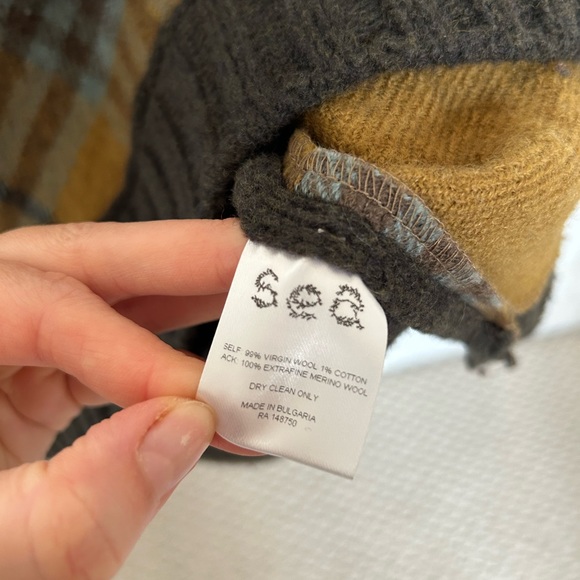 Sea
SELF: 99% VIRGIN WOOL 1% COTTON
ACK: 100% EXTRAFINE MERINO WOOL
DRY CLEAN ONLY
MADE IN BULGARIA
RA 148750